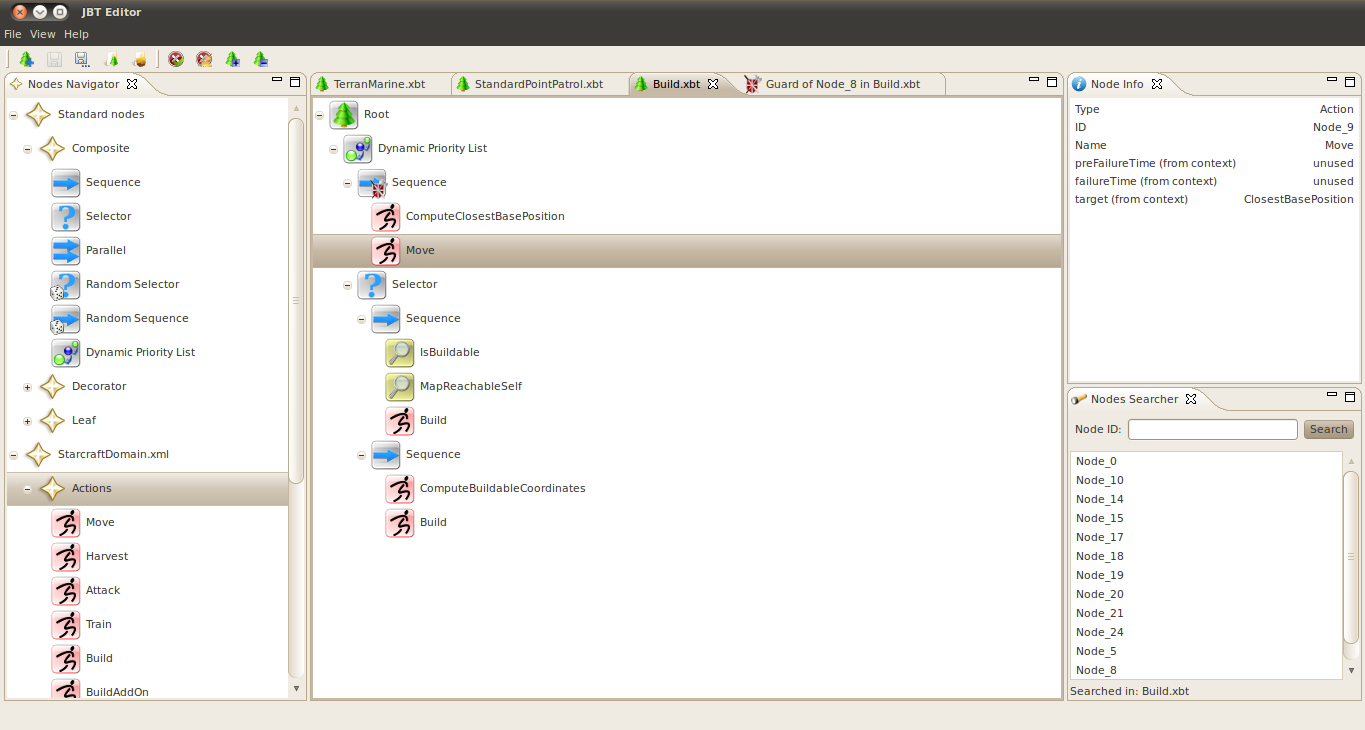 JBT Editor
File View Help
Nodes Navigator
Standard nodes
Composite
Sequence
Selector
Parallel
Random Selector
Random Sequence
Dynamic Priority List
Decorator
Leaf
StarcraftDomain.xml
Actions
Move
Harvest
Attack
Train
Build
BuildAddOn
TerranMarine.xbt StandardPointPatrol.xbt Build.xbt Guard of Node_8 in Build.xbt
Root
Dynamic Priority List
Sequence
ComputeClosestBasePosition
Move
Selector
Sequence
IsBuildable
MapReachableSelf
Build
Sequence
ComputeBuildableCoordinates
Build
Node Info
Type Action
ID Node_9
Name Move
preFailureTime (from context) unused
failureTime (from context) unused
target (from context) ClosestBasePosition
Nodes Searcher
Node ID: Search
Node_0
Node_10
Node_14
Node_15
Node_17
Node_18
Node_19
Node_20
Node_21
Node_24
Node_5
Node_8
Searched in: Build.xbt